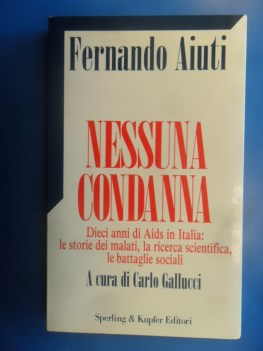 Fernando Aiuti
NESSUNA
CONDANNA
Dieci anni di Aids in Italia:
le storie dei malati, la ricerca scientifica,
le battaglie sociali
A cura di Carlo Gallucci
Sperling & Kupfer Editori